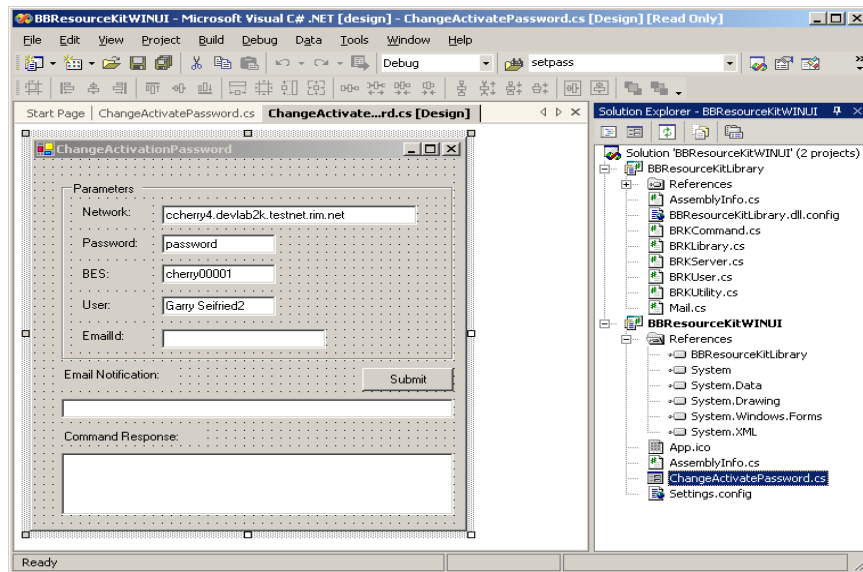 BBResourceKitWINUI - Microsoft Visual C# .NET [design] - ChangeActivatePassword.cs [Design] [Read Only]
File Edit View Project Build Debug Data Tools Window Help
Debug setpass
Start Page ChangeActivatePassword.cs ChangeActivate...rd.cs [Design]
ChangeActivationPassword
Parameters
Network: ccherry4.devlab2k.testnet.rim.net
Password: password
BES: cherry00001
User: Garry Seifried2
EmailId:
Email Notification:
Submit
Command Response:
Solution Explorer - BBResourceKitWINUI
Solution 'BBResourceKitWINUI' (2 projects)
BBResourceKitLibrary
References
AssemblyInfo.cs
BBResourceKitLibrary.dll.config
BRKCommand.cs
BRKLibrary.cs
BRKServer.cs
BRKUser.cs
BRKUtility.cs
Mail.cs
BBResourceKitWINUI
References
BBResourceKitLibrary
System
System.Data
System.Drawing
System.Windows.Forms
System.XML
App.ico
AssemblyInfo.cs
ChangeActivatePassword.cs
Settings.config
Ready